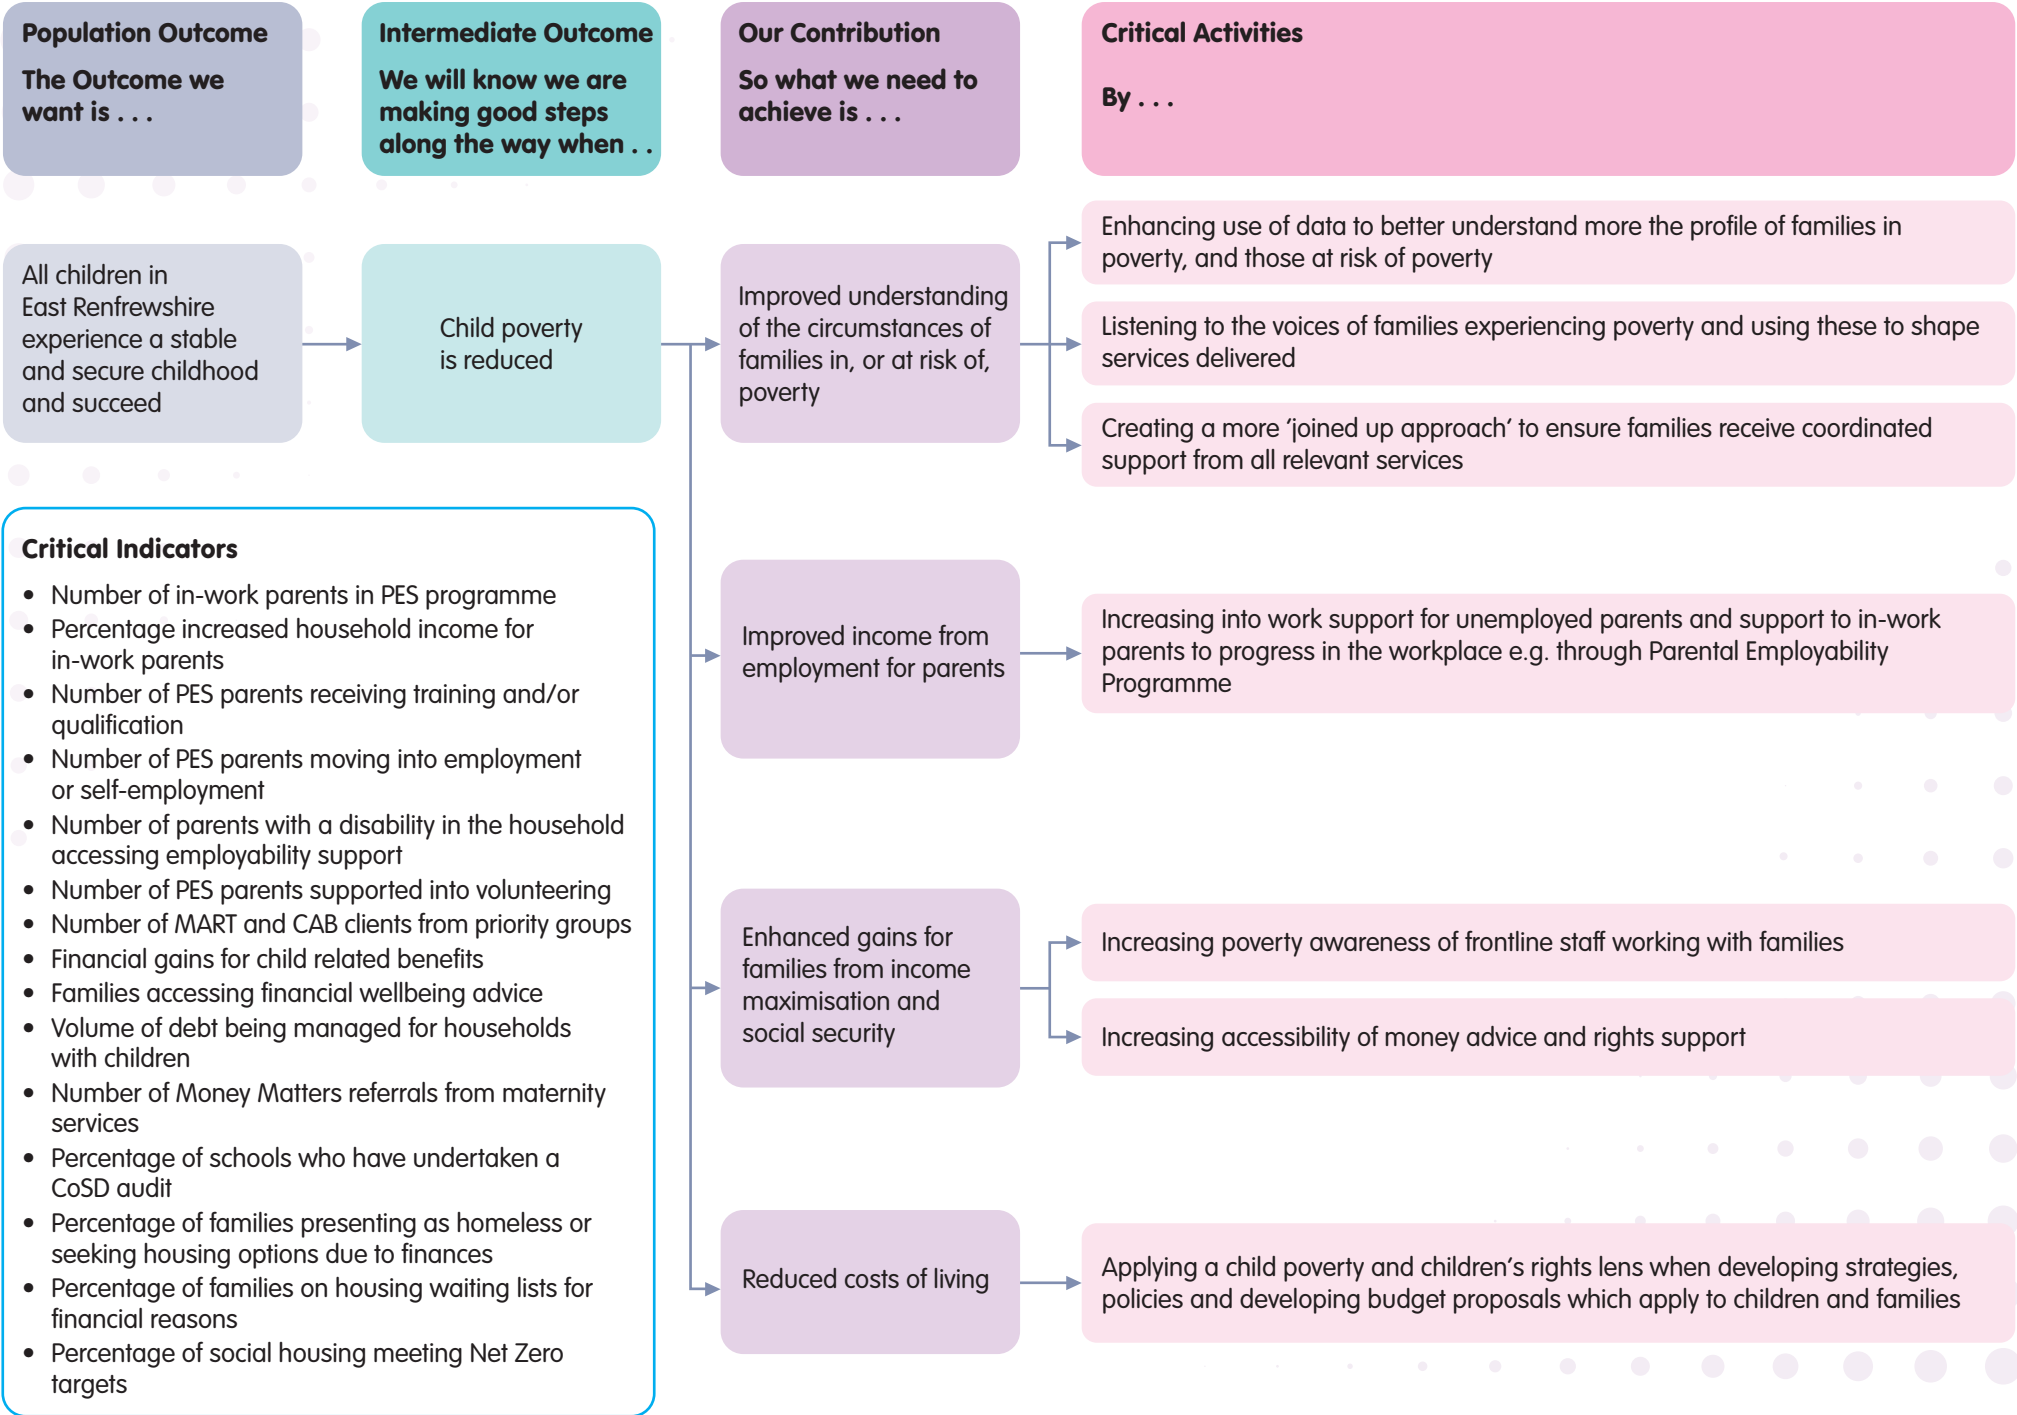 Population Outcome
The Outcome we
want is . . .
Intermediate Outcome
We will know we are
making good steps
along the way when . .
Our Contribution
So what we need to
achieve is . . .
Critical Activities
By . . .
All children in
East Renfrewshire
experience a stable
and secure childhood
and succeed
Child poverty
is reduced
Improved understanding
of the circumstances of
families in, or at risk of,
poverty
Enhancing use of data to better understand more the profile of families in
poverty, and those at risk of poverty
Listening to the voices of families experiencing poverty and using these to shape
services delivered
Creating a more ‘joined up approach’ to ensure families receive coordinated
support from all relevant services
Improved income from
employment for parents
Increasing into work support for unemployed parents and support to in-work
parents to progress in the workplace e.g. through Parental Employability
Programme
Enhanced gains for
families from income
maximisation and
social security
Increasing poverty awareness of frontline staff working with families
Increasing accessibility of money advice and rights support
Reduced costs of living
Applying a child poverty and children’s rights lens when developing strategies,
policies and developing budget proposals which apply to children and families
Critical Indicators
• Number of in-work parents in PES programme
• Percentage increased household income for
in-work parents
• Number of PES parents receiving training and/or
qualification
• Number of PES parents moving into employment
or self-employment
• Number of parents with a disability in the household
accessing employability support
• Number of PES parents supported into volunteering
• Number of MART and CAB clients from priority groups
• Financial gains for child related benefits
• Families accessing financial wellbeing advice
• Volume of debt being managed for households
with children
• Number of Money Matters referrals from maternity
services
• Percentage of schools who have undertaken a
CoSD audit
• Percentage of families presenting as homeless or
seeking housing options due to finances
• Percentage of families on housing waiting lists for
financial reasons
• Percentage of social housing meeting Net Zero
targets